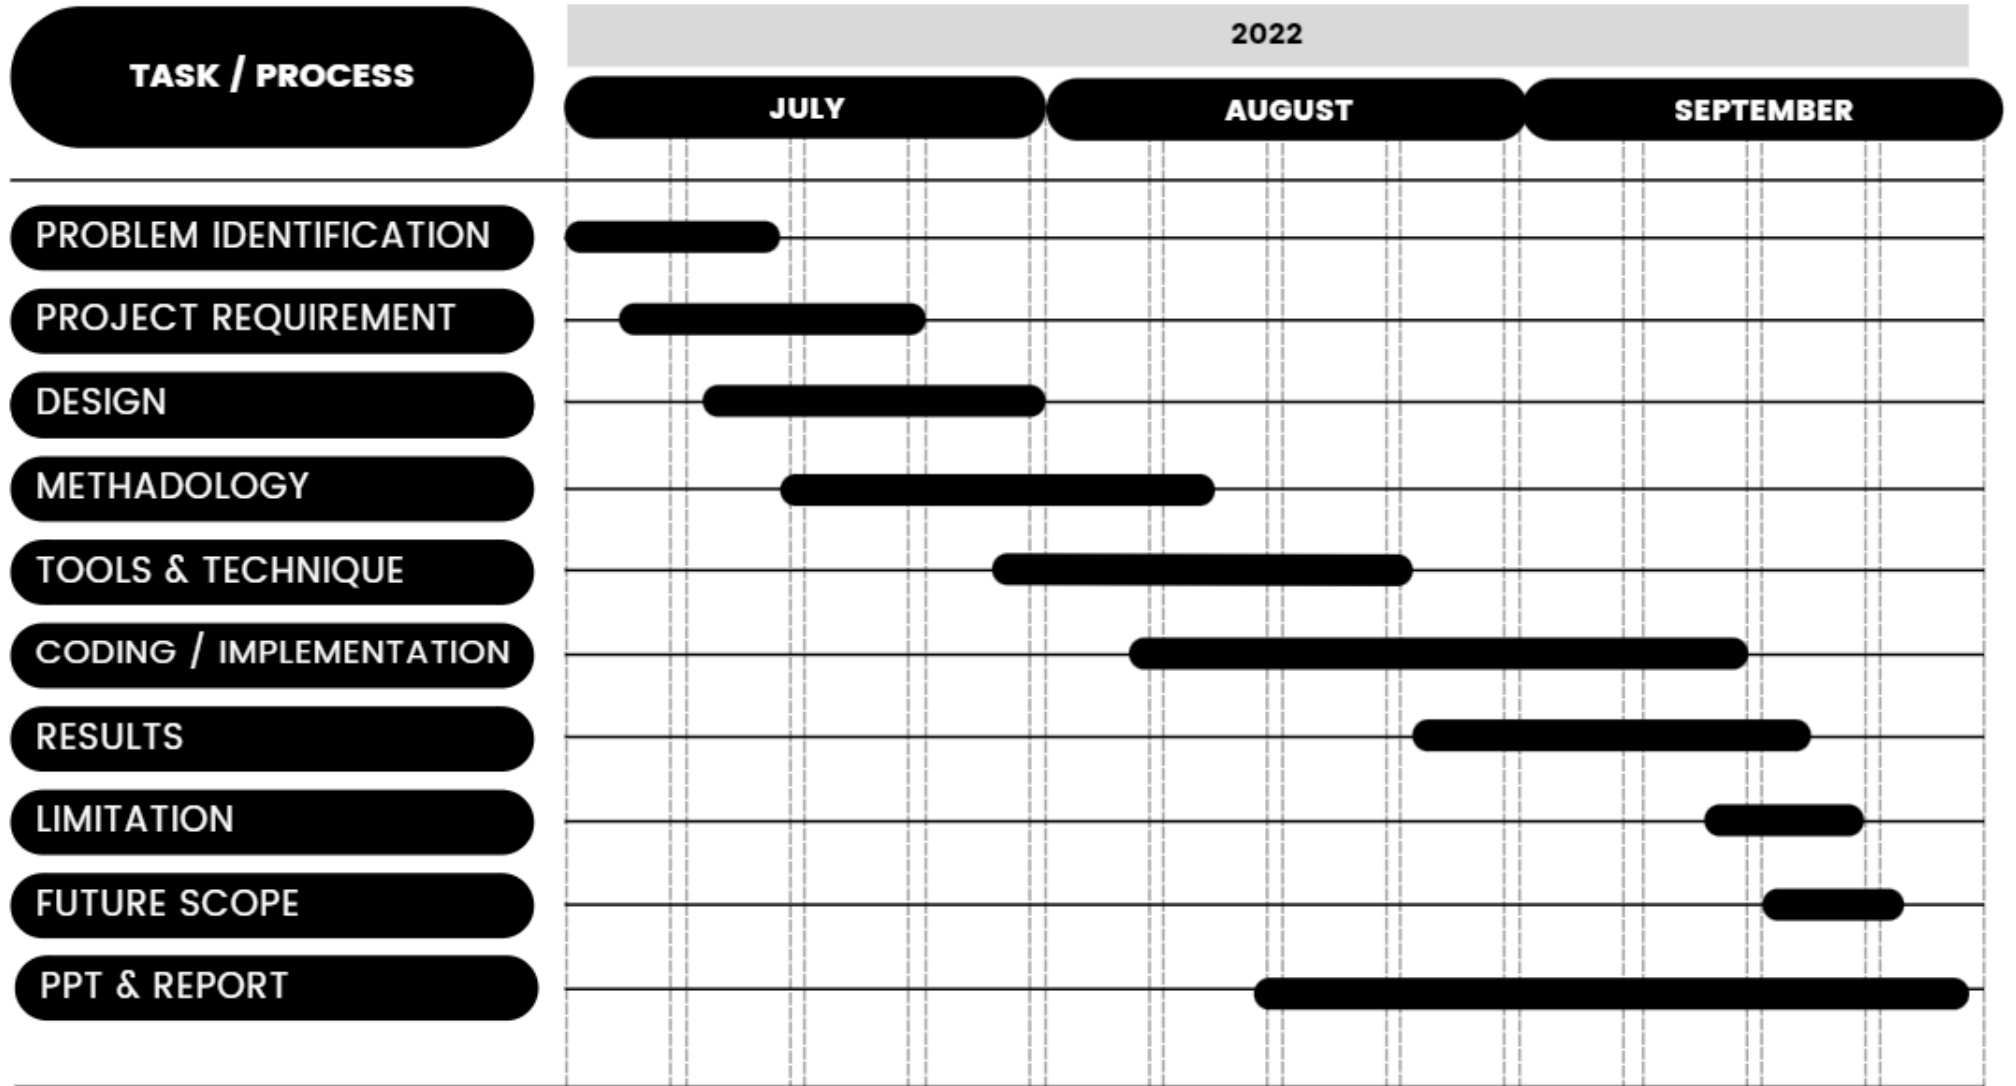 2022
TASK / PROCESS
JULY
AUGUST
SEPTEMBER
PROBLEM IDENTIFICATION
PROJECT REQUIREMENT
DESIGN
METHADOLOGY
TOOLS & TECHNIQUE
CODING / IMPLEMENTATION
RESULTS
LIMITATION
FUTURE SCOPE
PPT & REPORT